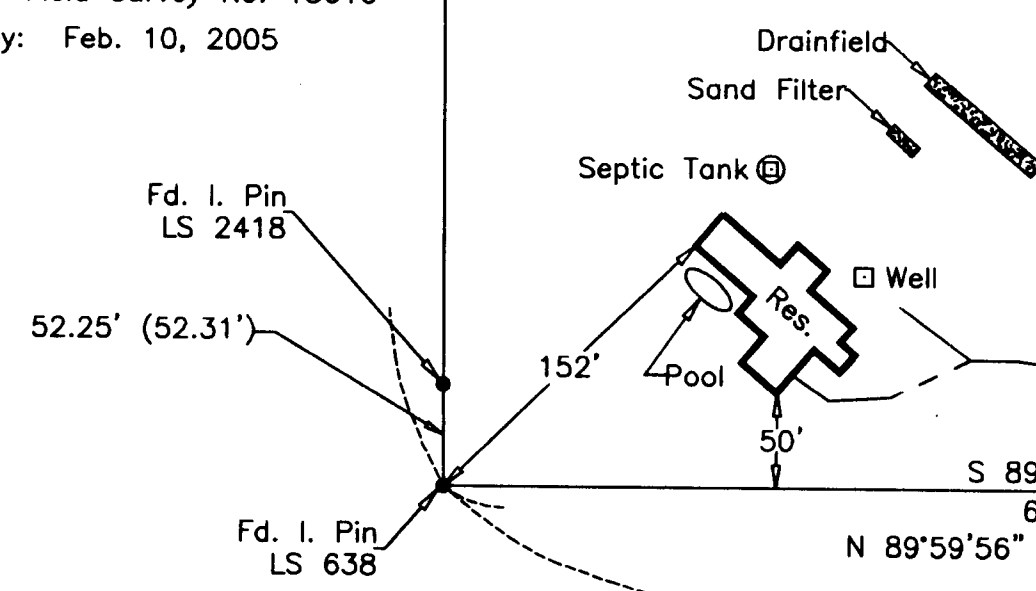 y: Feb. 10, 2005
Drainfield
Sand Filter
Septic Tank
Fd. I. Pin
LS 2418
Well
Res.
52.25' (52.31')
152'
Pool
50'
S 89
6
Fd. I. Pin
LS 638
N 89°59'56"